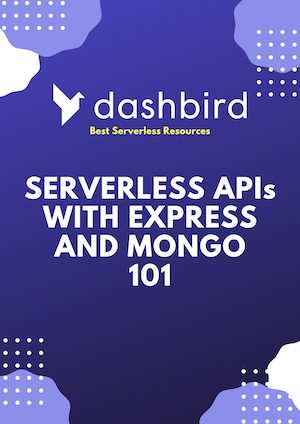 dashbird
Best Serverless Resources
SERVERLESS APIs
WITH EXPRESS
AND MONGO
101